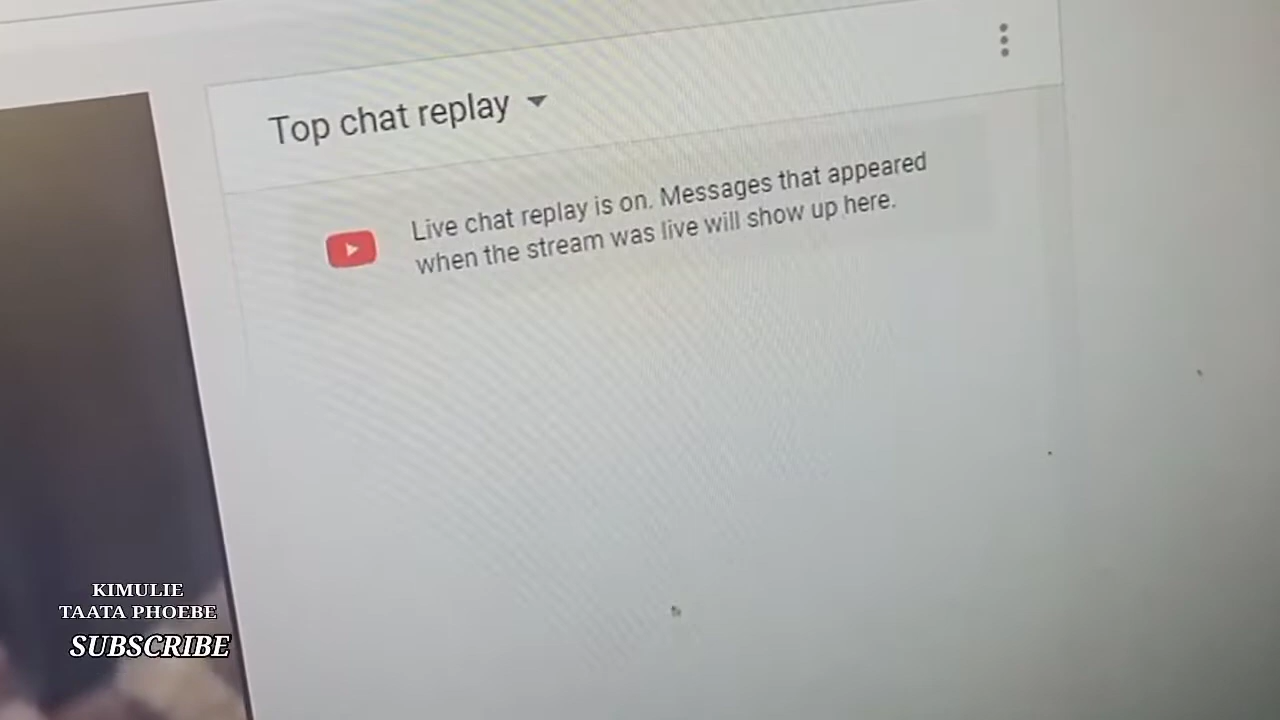 Top chat replay
Live chat replay is on. Messages that appeared
when the stream was live will show up here.
KIMULIE
TAATA PHOEBE
SUBSCRIBE